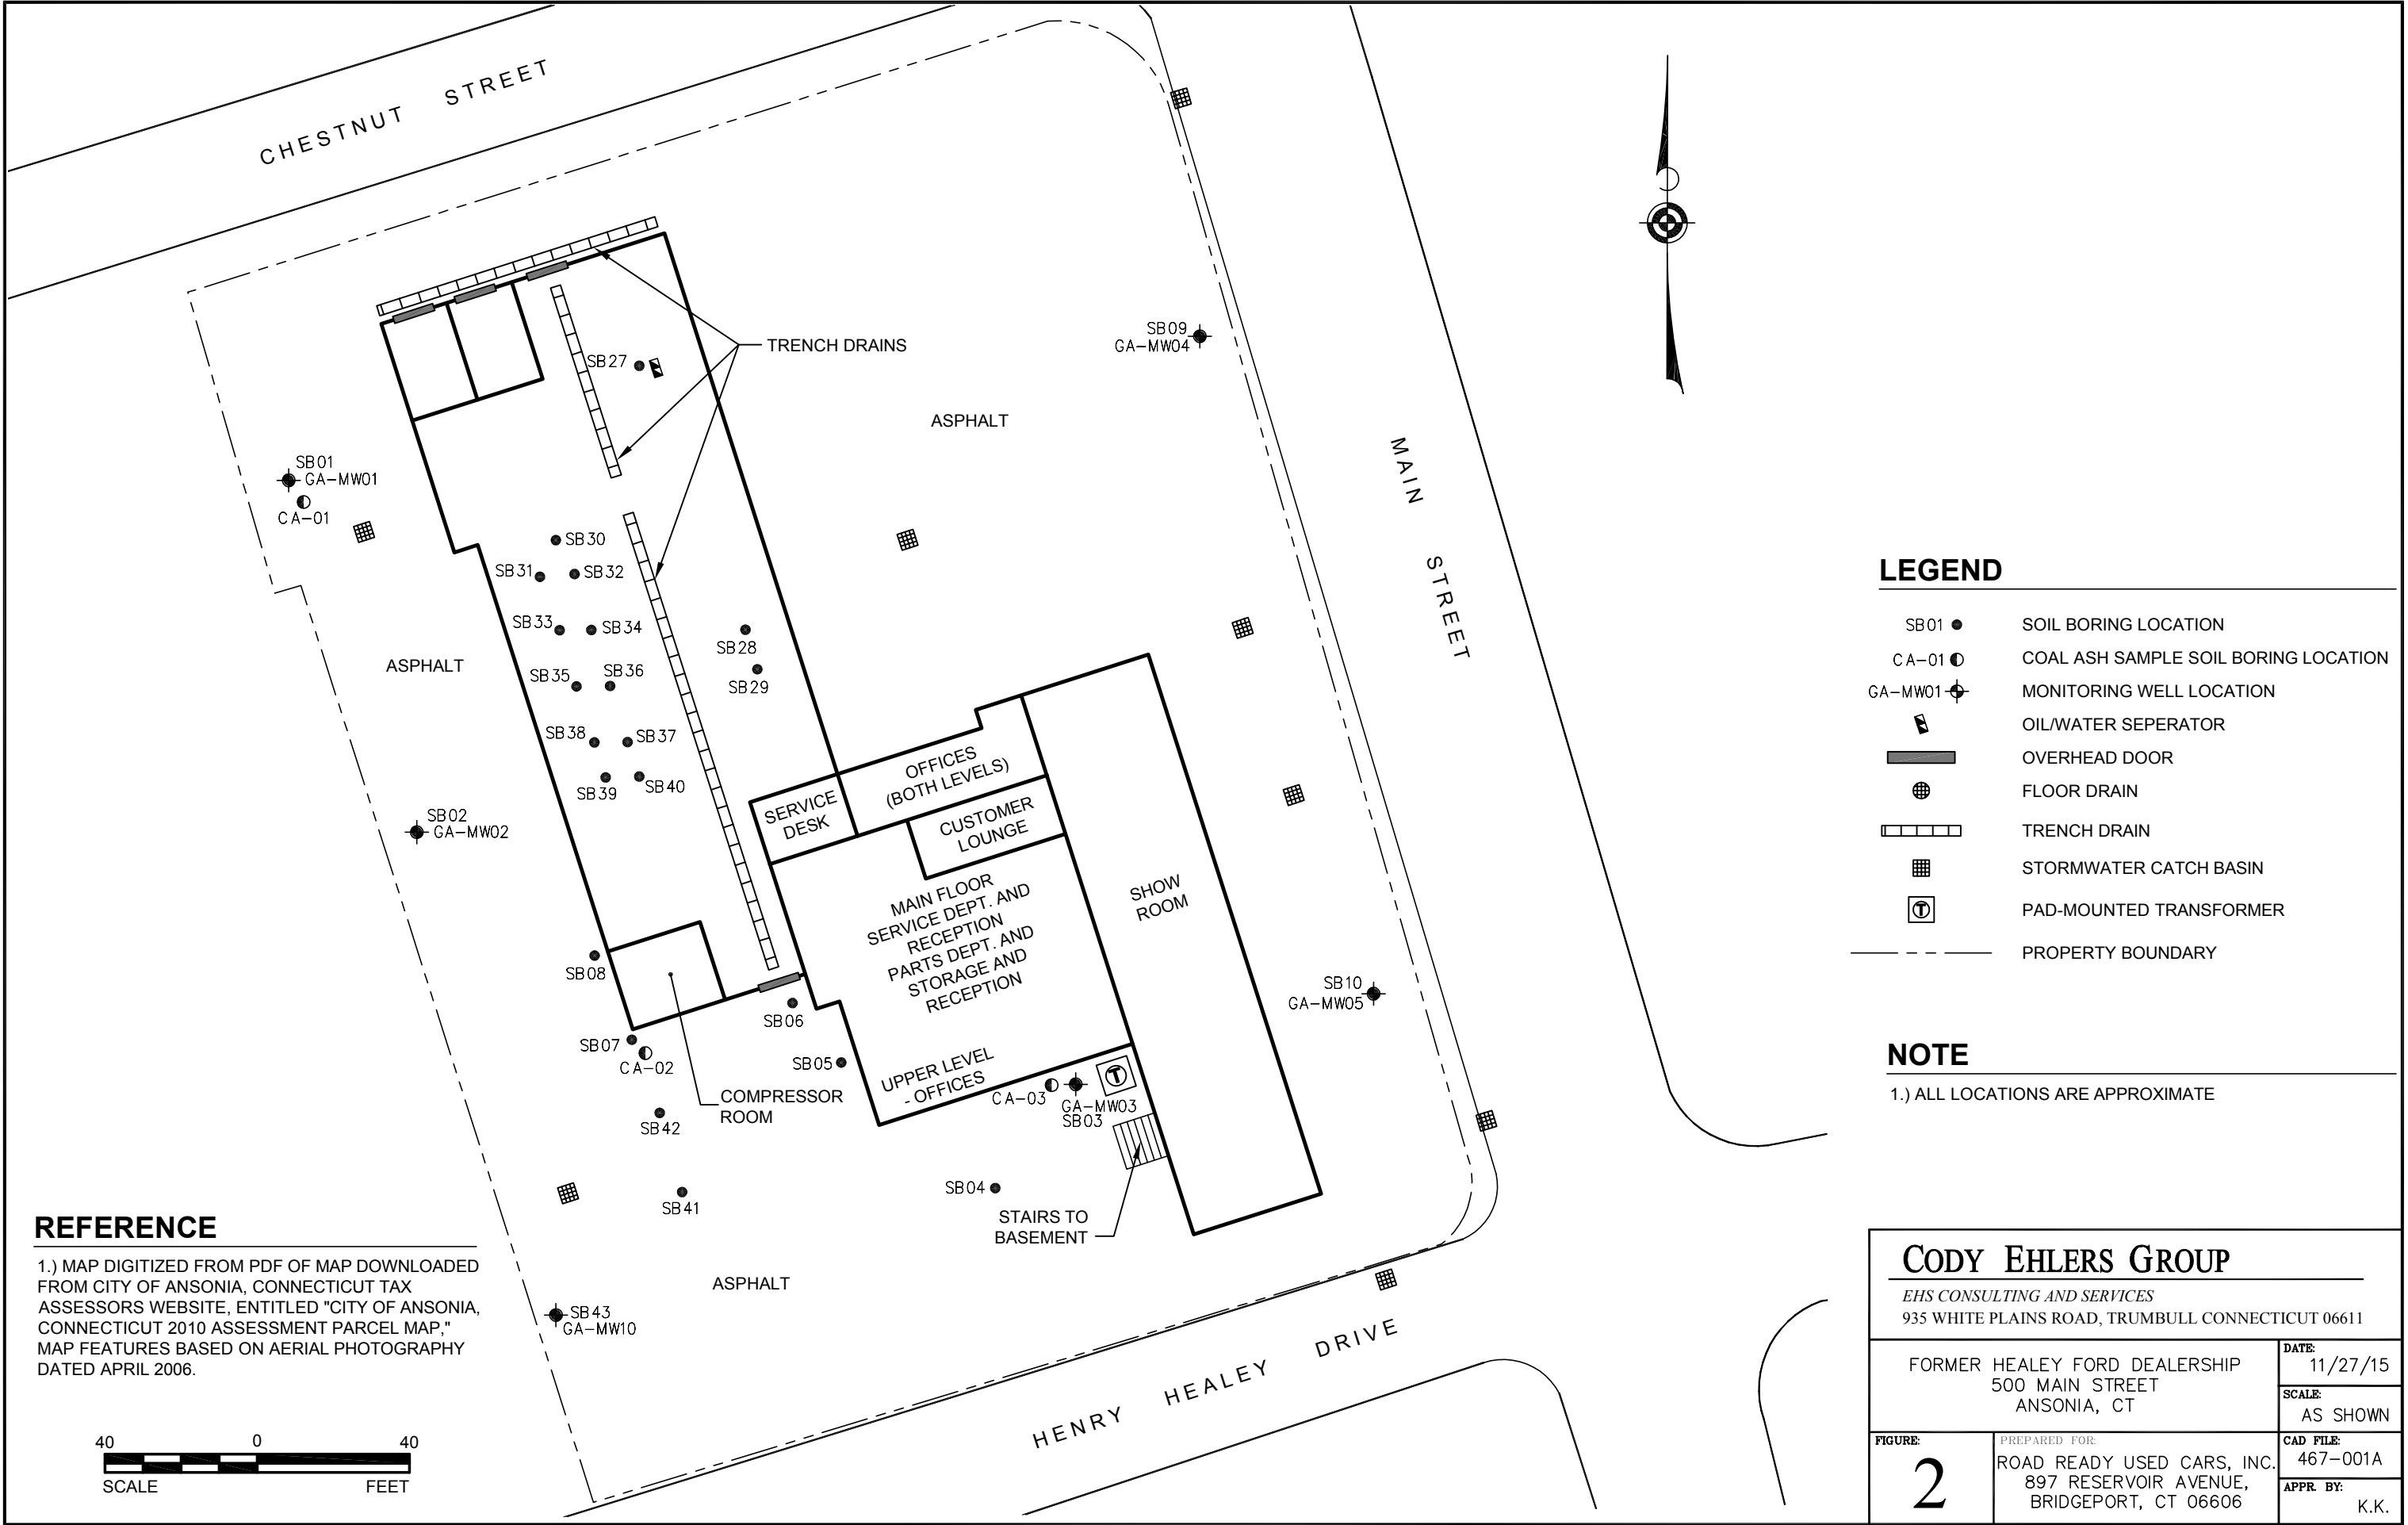 CHESTNUT STREET
TRENCH DRAINS
SB27
SB09
GA-MW04
ASPHALT
MAIN STREET
SB01
GA-MW01
CA-01
SB30
SB31
SB32
SB33
SB34
SB28
SB29
ASPHALT
SB35
SB36
SB38
SB37
SB39
SB40
SB02
GA-MW02
OFFICES
(BOTH LEVELS)
SERVICE
DESK
CUSTOMER
LOUNGE
MAIN FLOOR
SERVICE DEPT. AND
RECEPTION
PARTS DEPT. AND
STORAGE AND
RECEPTION
SHOW
ROOM
SB08
SB06
SB10
GA-MW05
SB07
CA-02
SB05
UPPER LEVEL
- OFFICES
COMPRESSOR
ROOM
CA-03
T
GA-MW03
SB03
SB42
SB41
SB04
STAIRS TO
BASEMENT
ASPHALT
SB43
GA-MW10
HENRY HEALEY DRIVE
LEGEND
SB01 SOIL BORING LOCATION
CA-01 COAL ASH SAMPLE SOIL BORING LOCATION
GA-MW01 MONITORING WELL LOCATION
OIL/WATER SEPERATOR
OVERHEAD DOOR
FLOOR DRAIN
TRENCH DRAIN
STORMWATER CATCH BASIN
T PAD-MOUNTED TRANSFORMER
PROPERTY BOUNDARY
NOTE
1.) ALL LOCATIONS ARE APPROXIMATE
REFERENCE
1.) MAP DIGITIZED FROM PDF OF MAP DOWNLOADED
FROM CITY OF ANSONIA, CONNECTICUT TAX
ASSESSORS WEBSITE, ENTITLED "CITY OF ANSONIA,
CONNECTICUT 2010 ASSESSMENT PARCEL MAP,"
MAP FEATURES BASED ON AERIAL PHOTOGRAPHY
DATED APRIL 2006.
40 0 40
SCALE FEET
CODY EHLERS GROUP
EHS CONSULTING AND SERVICES
935 WHITE PLAINS ROAD, TRUMBULL CONNECTICUT 06611
FORMER HEALEY FORD DEALERSHIP
500 MAIN STREET
ANSONIA, CT
DATE:
11/27/15
SCALE:
AS SHOWN
FIGURE:
2
PREPARED FOR:
ROAD READY USED CARS, INC.
897 RESERVOIR AVENUE,
BRIDGEPORT, CT 06606
CAD FILE:
467-001A
APPR. BY:
K.K.